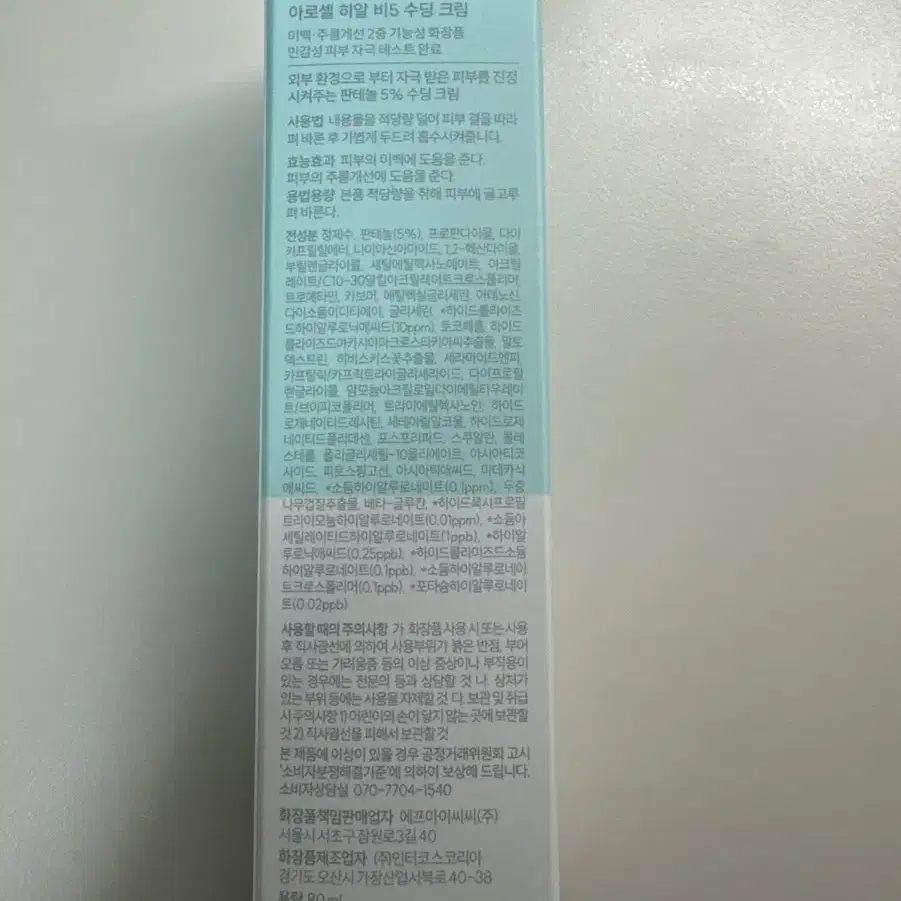 아로셀 히알 비5 수딩 크림
미백·주름개선 2중 기능성 화장품
민감성 피부 자극 테스트 완료
외부 환경으로 부터 자극 받은 피부를 진정
시켜주는 판테놀 5% 수딩 크림
사용법 내용물을 적당량 덜어 피부 결을 따라
펴 바른 후 가볍게 두드려 흡수시켜줍니다.
효능효과 피부의 미백에 도움을 준다.
피부의 주름개선에 도움을 준다.
용법용량 본품 적당량을 취해 피부에 골고루
펴 바른다.
전성분 정제수, 판테놀(5%), 프로판다이올, 다이
카프릴릴에터, 나이아신아마이드, 1,2-헥산다이올,
부틸렌글라이콜, 세틸에틸헥사노에이트, 아크릴
레이트/C10-30알킬아크릴레이트크로스폴리머,
트로메타민, 카보머, 에틸헥실글리세린, 아데노신,
다이소듐이디티에이, 글리세린, *하이드롤라이즈
드하이알루로닉애씨드(10ppm), 토코페롤, 하이드
롤라이즈드아카시아마크로스타키아씨추출물, 말토
덱스트린, 히비스커스꽃추출물, 세라마이드엔피,
카프릴릭/카프릭트라이글리세라이드, 다이프로필
렌글라이콜, 암모늄아크릴로일다이메틸타우레이
트/브이피코폴리머, 트라이에틸헥사노인, 하이드
로제네이티드레시틴, 세테아릴알코올, 하이드로제
네이티드폴리데센, 포스포리피드, 스쿠알란, 콜레
스테롤, 폴리글리세릴-10올리에이트, 아시아티코
사이드, 피토스핑고신, 아시아틱애씨드, 마데카식
애씨드, *소듐하이알루로네이트(0.1ppm), 두충
나무껍질추출물, 베타-글루칸, *하이드록시프로필
트라이모늄하이알루로네이트(0.01ppm), *소듐아
세틸레이티드하이알루로네이트(1ppb), *하이알
루로닉애씨드(0.25ppb), *하이드롤라이즈드소듐
하이알루로네이트(0.1ppb), *소듐하이알루로네이
트크로스폴리머(0.1ppb), *포타슘하이알루로네이
트(0.02ppb)
사용할 때의 주의사항 가. 화장품 사용 시 또는 사용
후 직사광선에 의하여 사용부위가 붉은 반점, 부어
오름 또는 가려움증 등의 이상 증상이나 부작용이
있는 경우에는 전문의 등과 상담할 것 나. 상처가
있는 부위 등에는 사용을 자제할 것 다. 보관 및 취급
시 주의사항 1) 어린이의 손이 닿지 않는 곳에 보관할
것 2) 직사광선을 피해서 보관할 것
본 제품에 이상이 있을 경우 공정거래위원회 고시
'소비자분쟁해결기준'에 의하여 보상해 드립니다.
소비자상담실 070-7704-1540
화장품책임판매업자 에프아이씨씨(주)
서울시 서초구 잠원로3길 40
화장품제조업자 (주)인터코스코리아
경기도 오산시 가장산업서북로 40-38
용량 80 ml